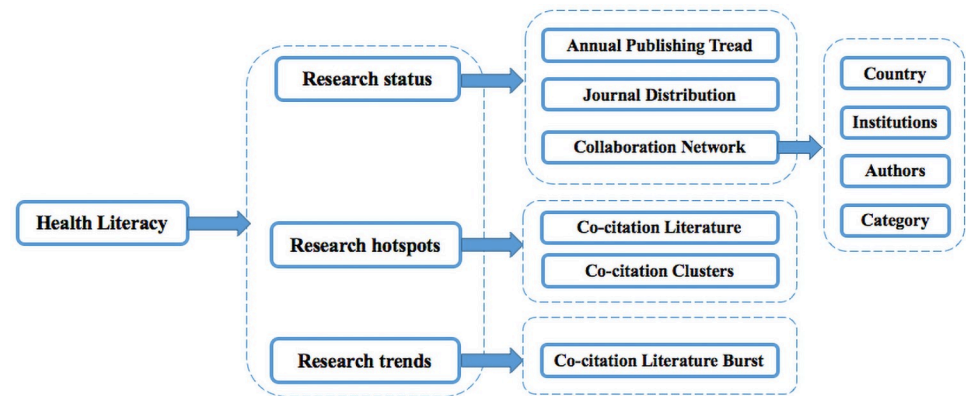 Health Literacy
Research status
Research hotspots
Research trends
Annual Publishing Tread
Journal Distribution
Collaboration Network
Co-citation Literature
Co-citation Clusters
Co-citation Literature Burst
Country
Institutions
Authors
Category